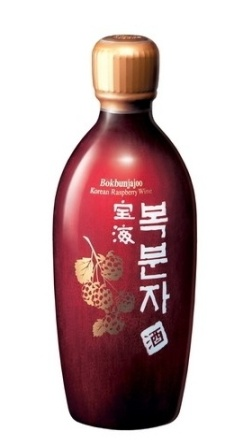 Bokbunjajoo
Korean Raspberry Wine
宝海
복분자
酒